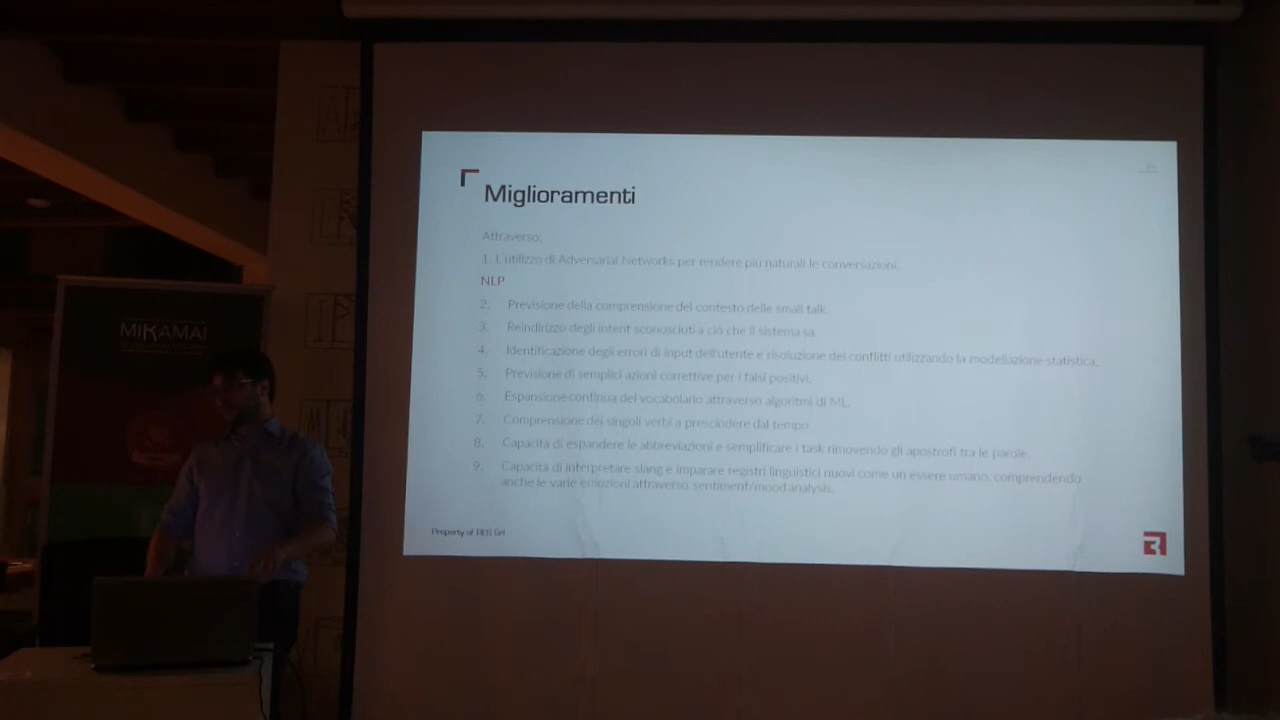 Miglioramenti
Attraverso:
1. L'utilizzo di Adversarial Networks per rendere più naturali le conversazioni.
NLP
2. Previsione della comprensione del contesto delle small talk.
3. Reindirizzo degli intent sconosciuti a ciò che il sistema sa.
4. Identificazione degli errori di input dell'utente e risoluzione dei conflitti utilizzando la modellazione statistica.
5. Previsione di semplici azioni correttive per i falsi positivi.
6. Espansione continua del vocabolario attraverso algoritmi di ML.
7. Comprensione dei singoli verbi a prescindere dal tempo
8. Capacità di espandere le abbreviazioni e semplificare i task rimovendo gli apostrofi tra le parole.
9. Capacità di interpretare slang e imparare registri linguistici nuovi come un essere umano, comprendendo
anche le varie emozioni attraverso sentiment/mood analysis.
Property of RES Srl
MIKAMAI